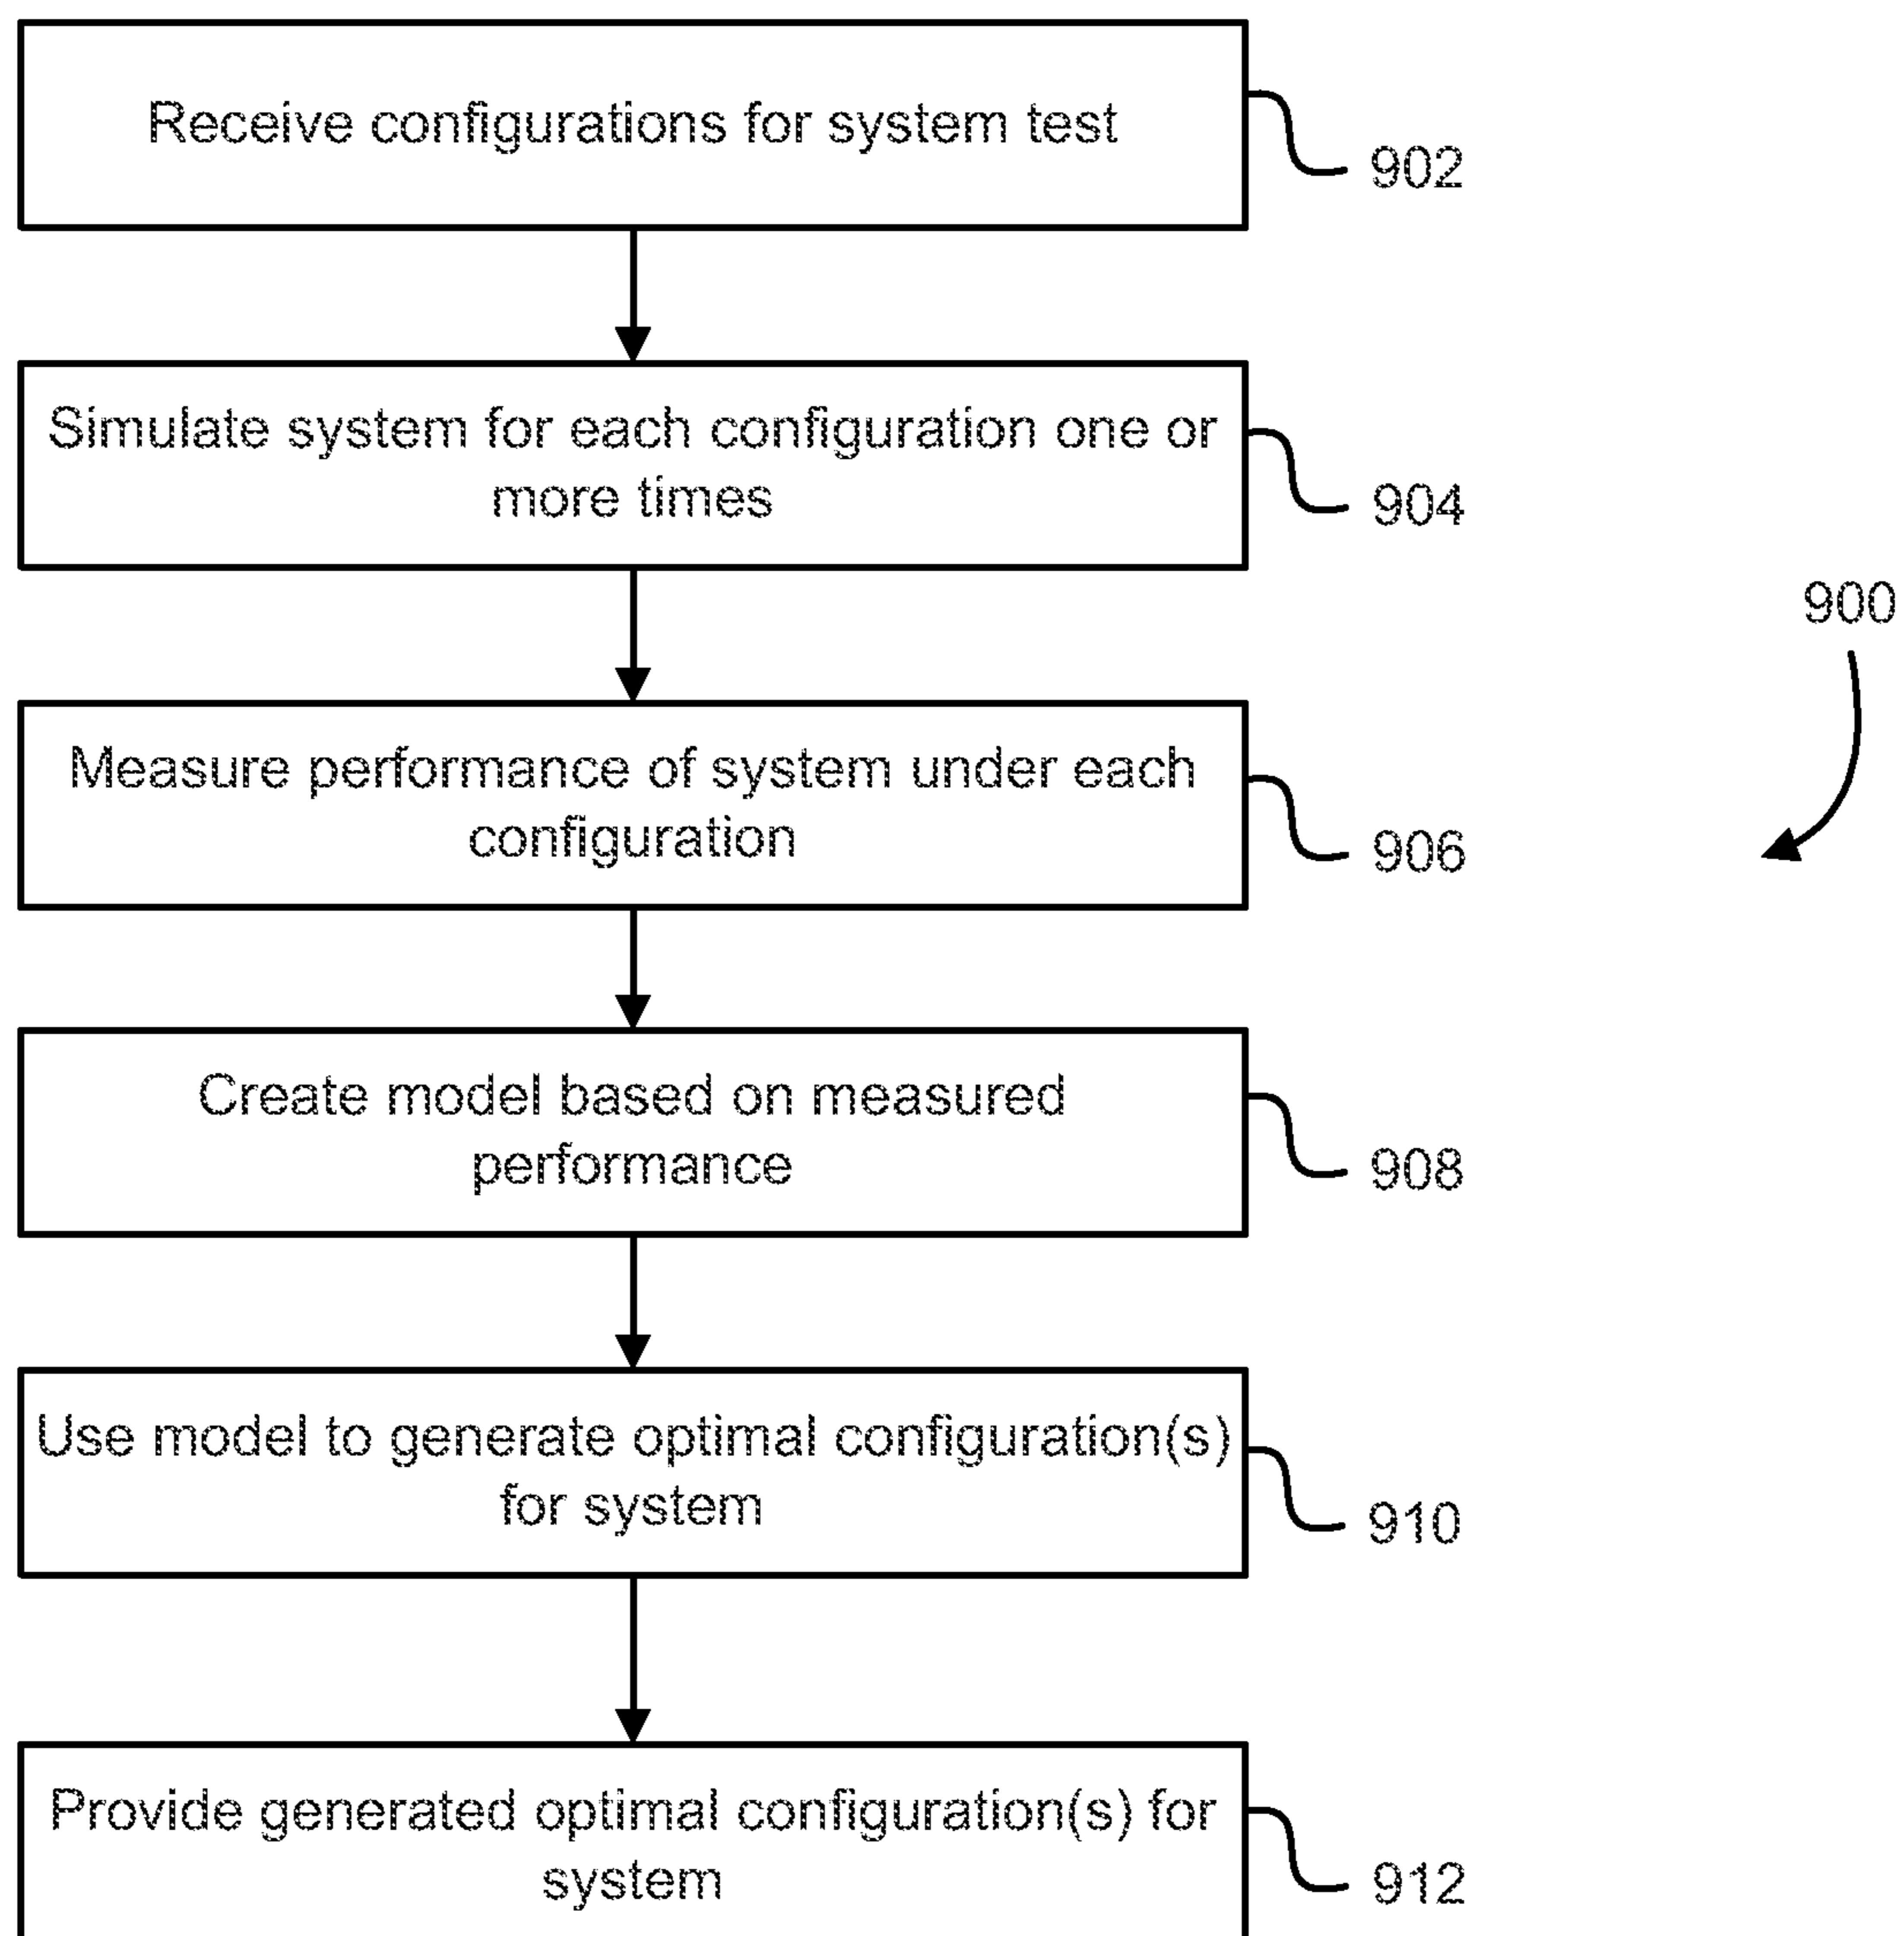 Receive configurations for system test
902
Simulate system for each configuration one or
more times
904
900
Measure performance of system under each
configuration
906
Create model based on measured
performance
908
Use model to generate optimal configuration(s)
for system
910
Provide generated optimal configuration(s) for
system
912